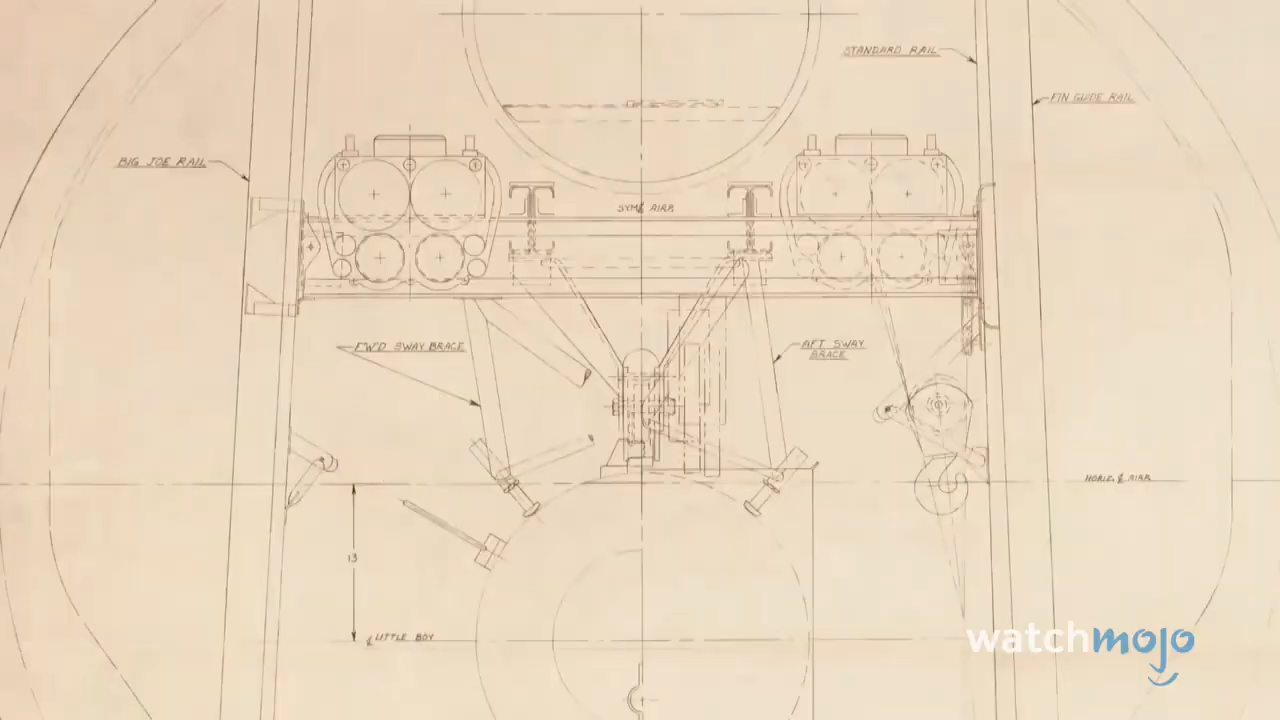 STANDARD RAIL
FIN GUIDE RAIL
BIG JOE RAIL
SYM ℄ AIRP.
FW'D SWAY BRACE
AFT SWAY
BRACE
HORIZ. ℄ AIRP.
13
℄ LITTLE BOY
watchmojo